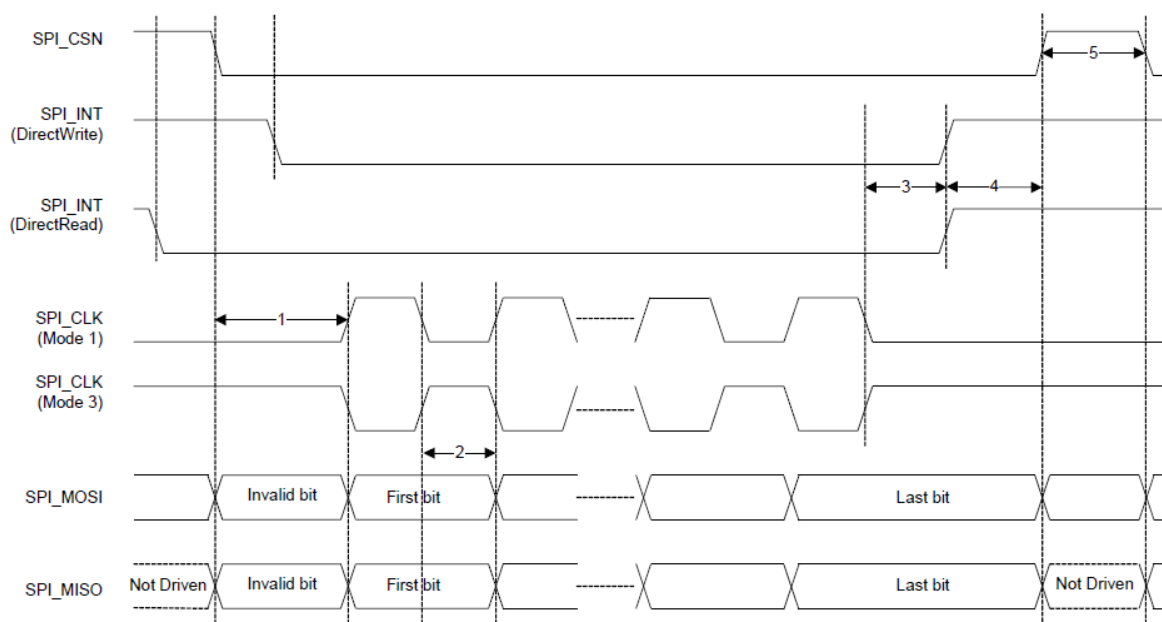 SPI_CSN
5
SPI_INT
(DirectWrite)
3
4
SPI_INT
(DirectRead)
SPI_CLK
(Mode 1)
1
SPI_CLK
(Mode 3)
2
SPI_MOSI
Invalid bit
First bit
Last bit
SPI_MISO
Not Driven
Invalid bit
First bit
Last bit
Not Driven